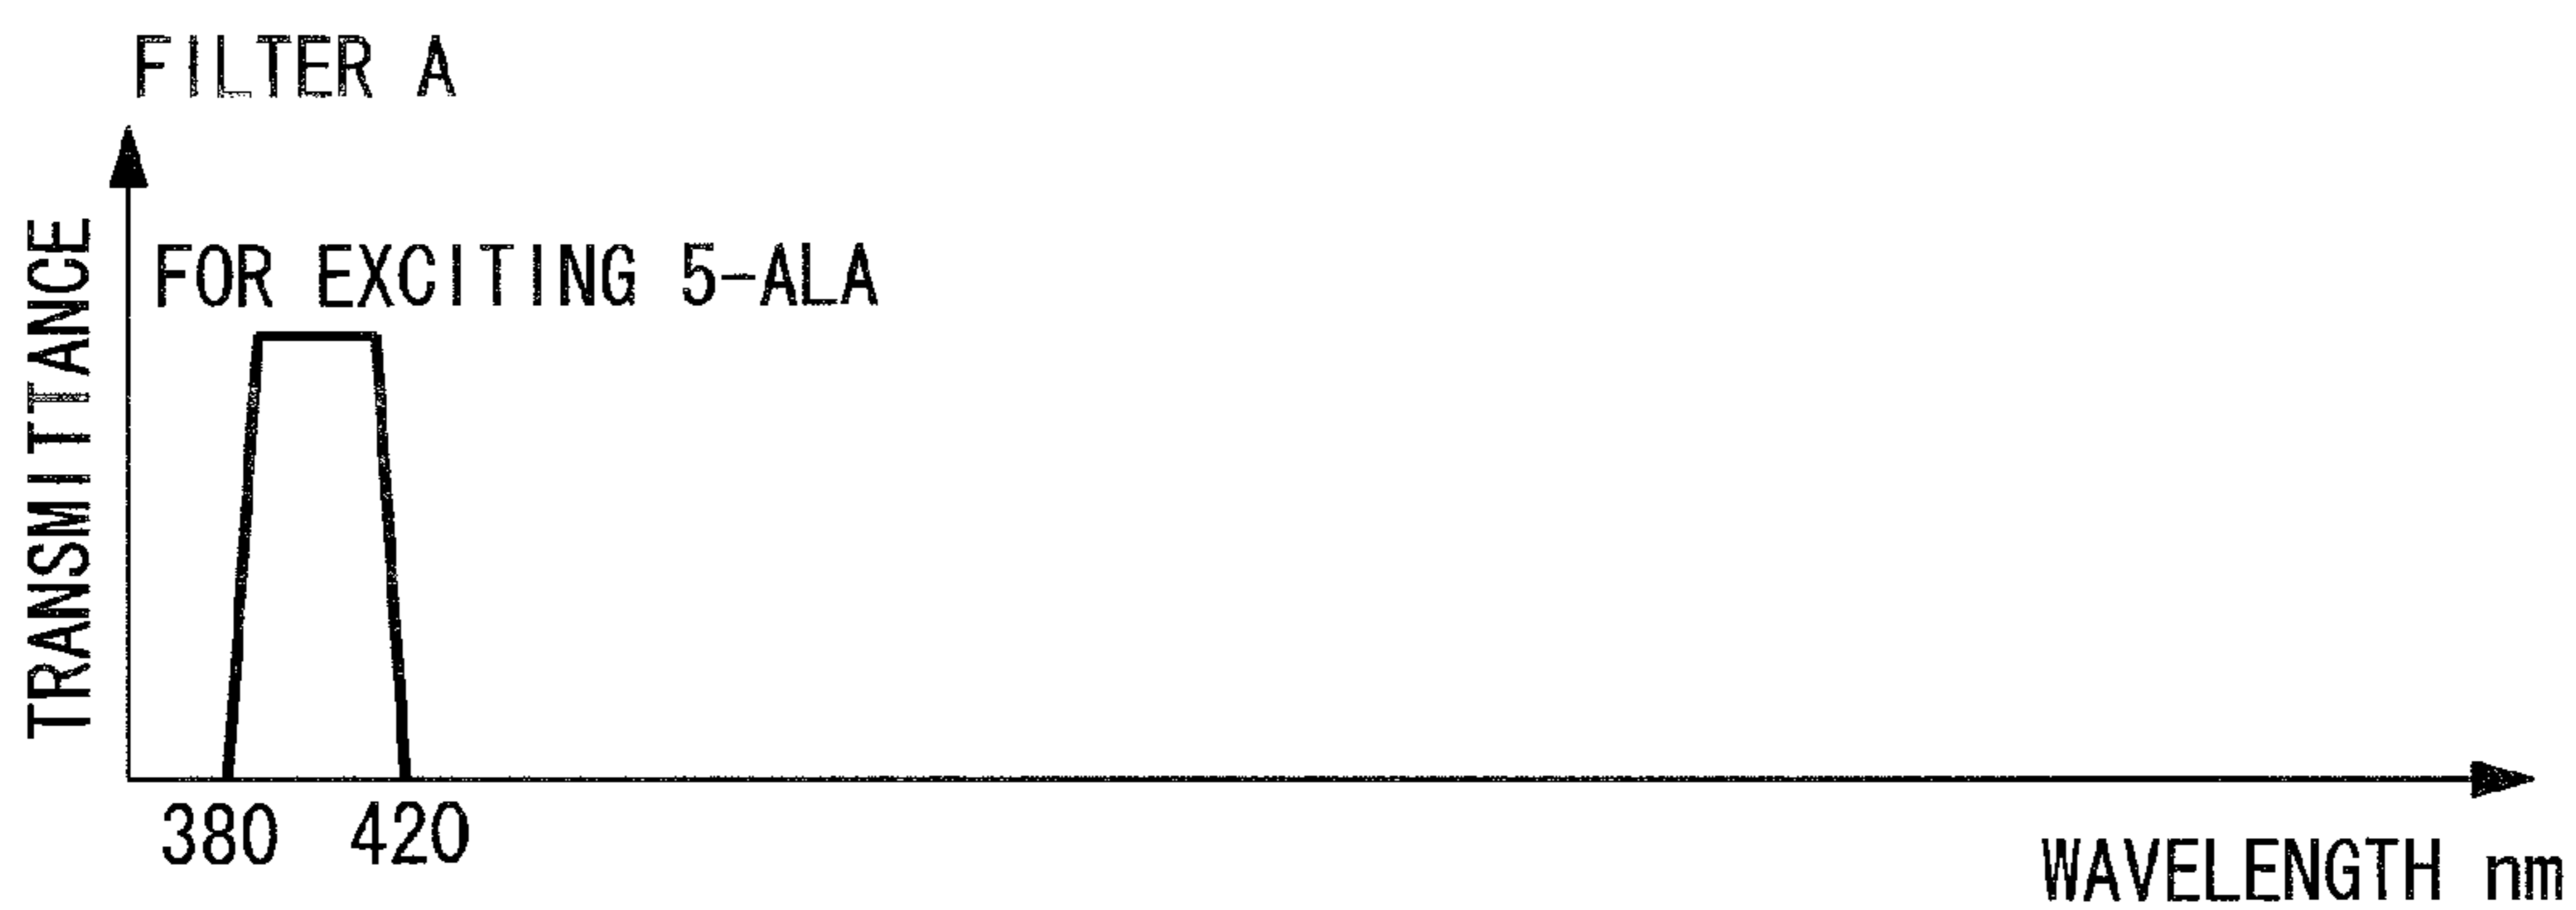 FILTER A
TRANSMITTANCE
FOR EXCITING 5-ALA
380 420
WAVELENGTH nm